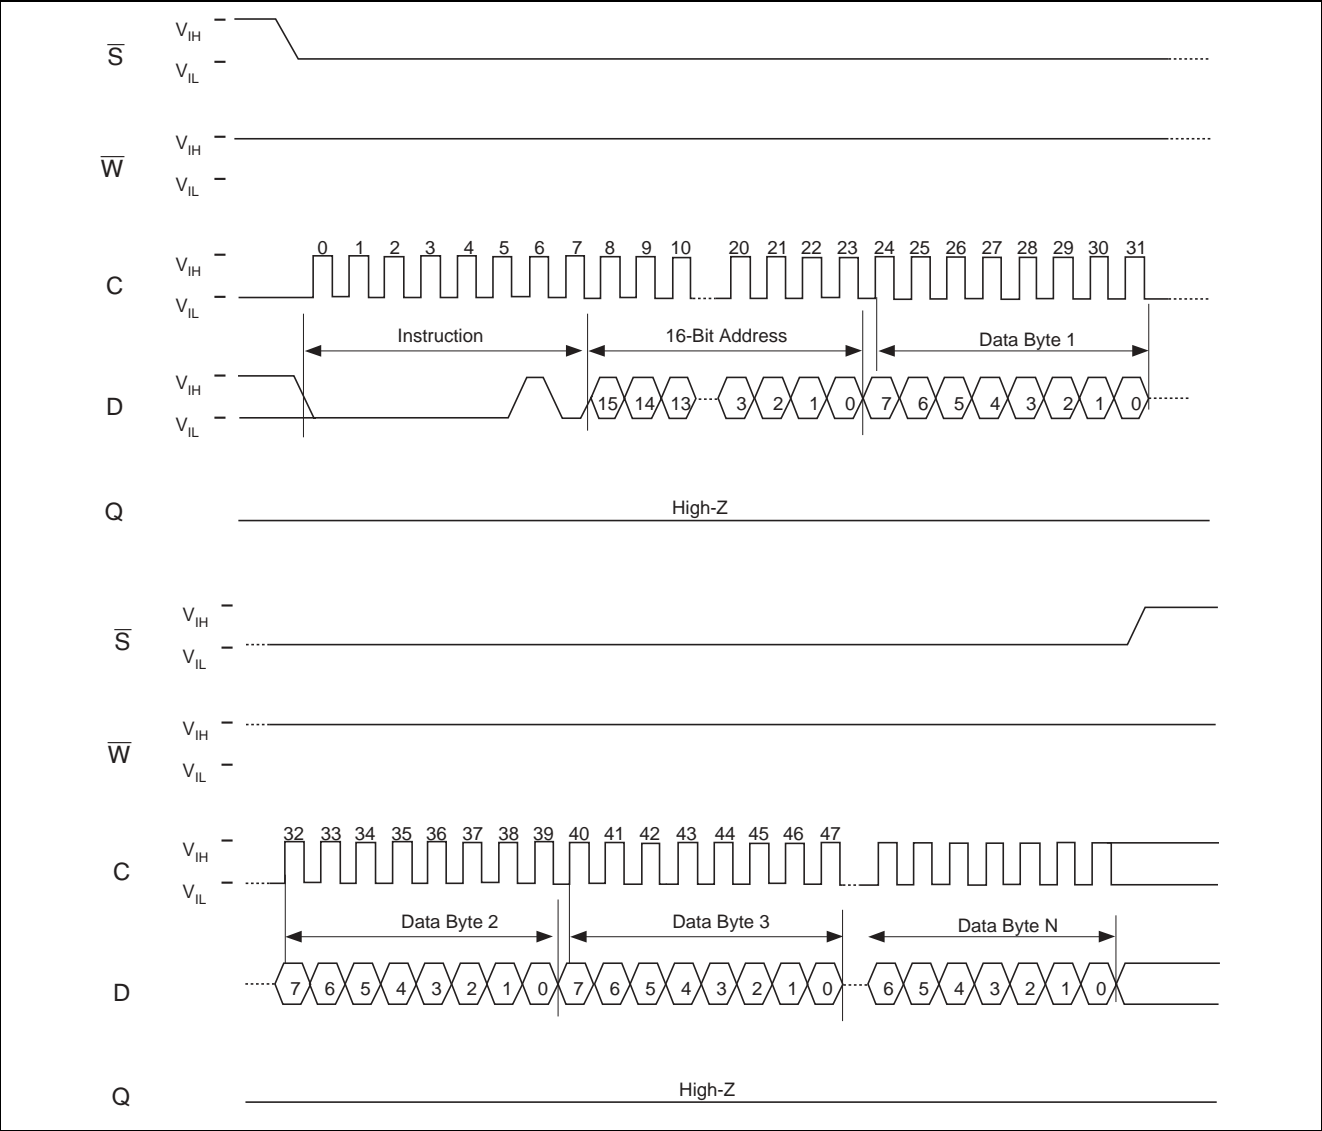 V_IH
S̅
V_IL
V_IH
W̅
V_IL
0 1 2 3 4 5 6 7 8 9 10 20 21 22 23 24 25 26 27 28 29 30 31
V_IH
C
V_IL
Instruction 16-Bit Address Data Byte 1
V_IH
D 15 14 13 3 2 1 0 7 6 5 4 3 2 1 0
V_IL
High-Z
Q
V_IH
S̅
V_IL
V_IH
W̅
V_IL
32 33 34 35 36 37 38 39 40 41 42 43 44 45 46 47
V_IH
C
V_IL
Data Byte 2 Data Byte 3 Data Byte N
D 7 6 5 4 3 2 1 0 7 6 5 4 3 2 1 0 6 5 4 3 2 1 0
High-Z
Q